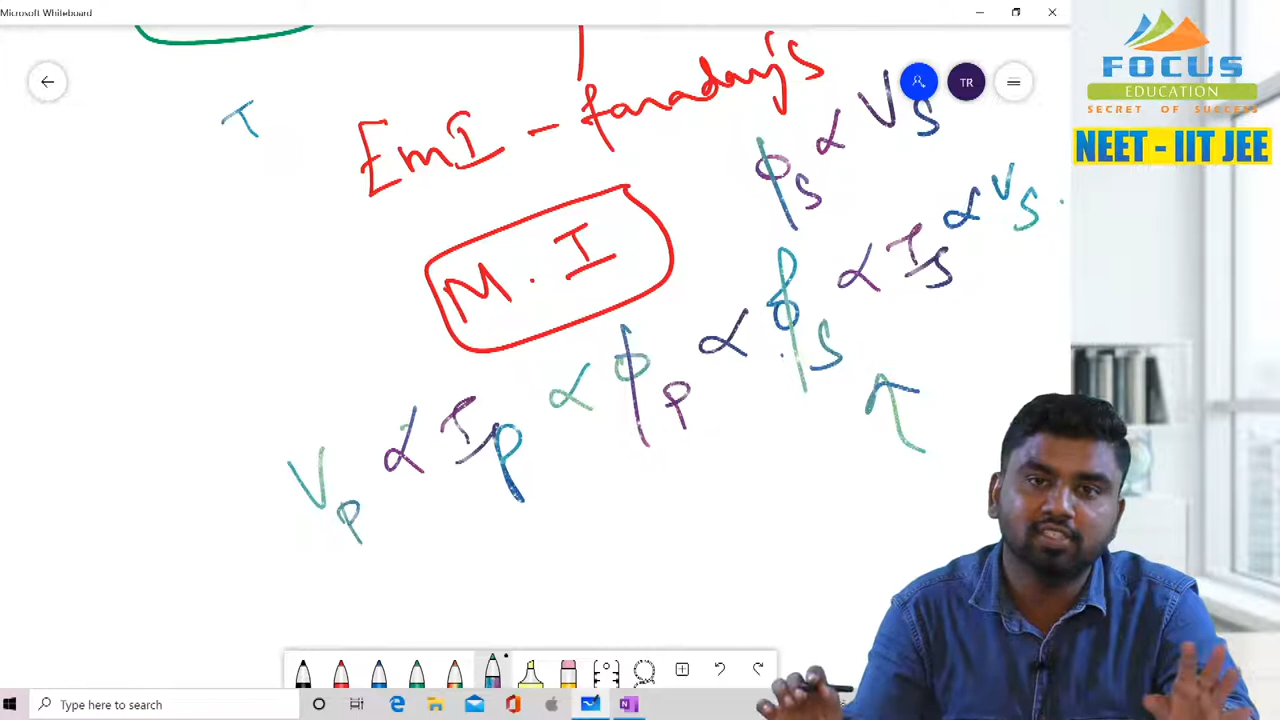 Microsoft Whiteboard
FOCUS
EDUCATION
SECRET OF SUCCESS
NEET - IIT JEE
TR
I
EmI - faraday's
ϕs ∝ Vs
M.I
Vp ∝ Ip ∝ ϕp ∝ ϕs ∝ Is ∝ Vs
Type here to search